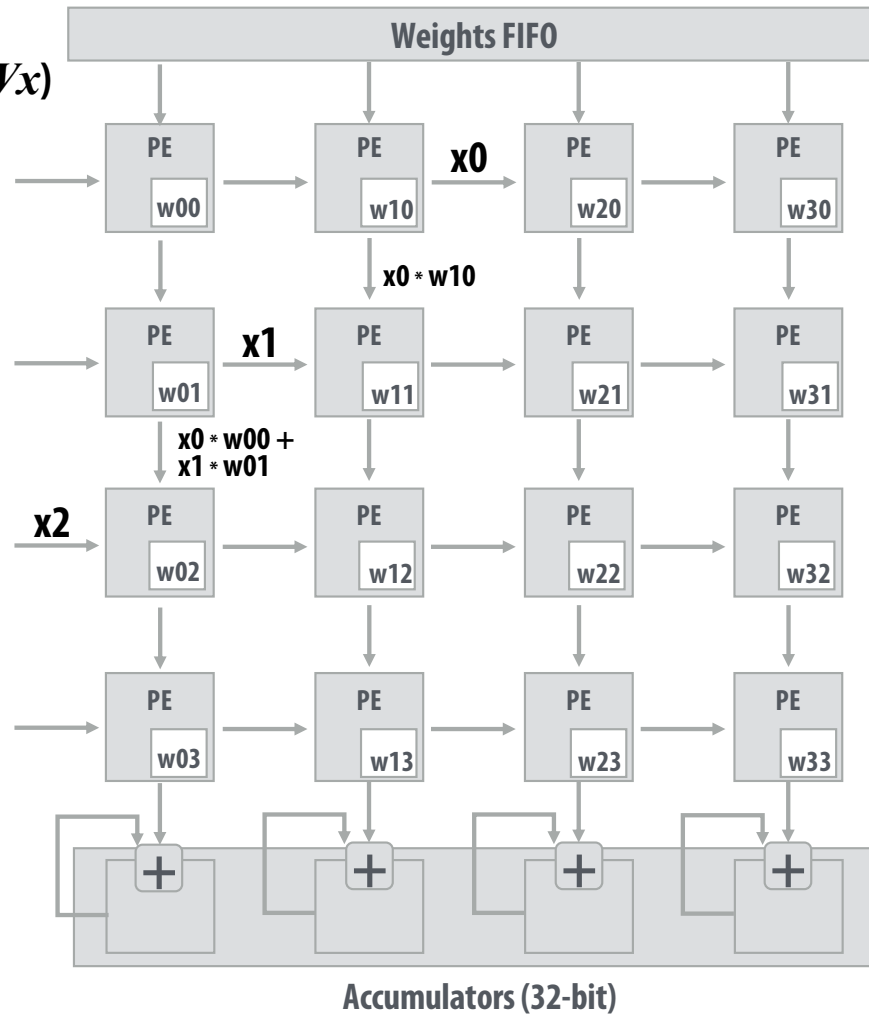 Weights FIFO
Vx)
PE PE PE PE
x0
w00 w10 w20 w30
x0 * w10
PE PE PE PE
x1
w01 w11 w21 w31
x0 * w00 +
x1 * w01
PE PE PE PE
x2
w02 w12 w22 w32
PE PE PE PE
w03 w13 w23 w33
+ + + +
Accumulators (32-bit)